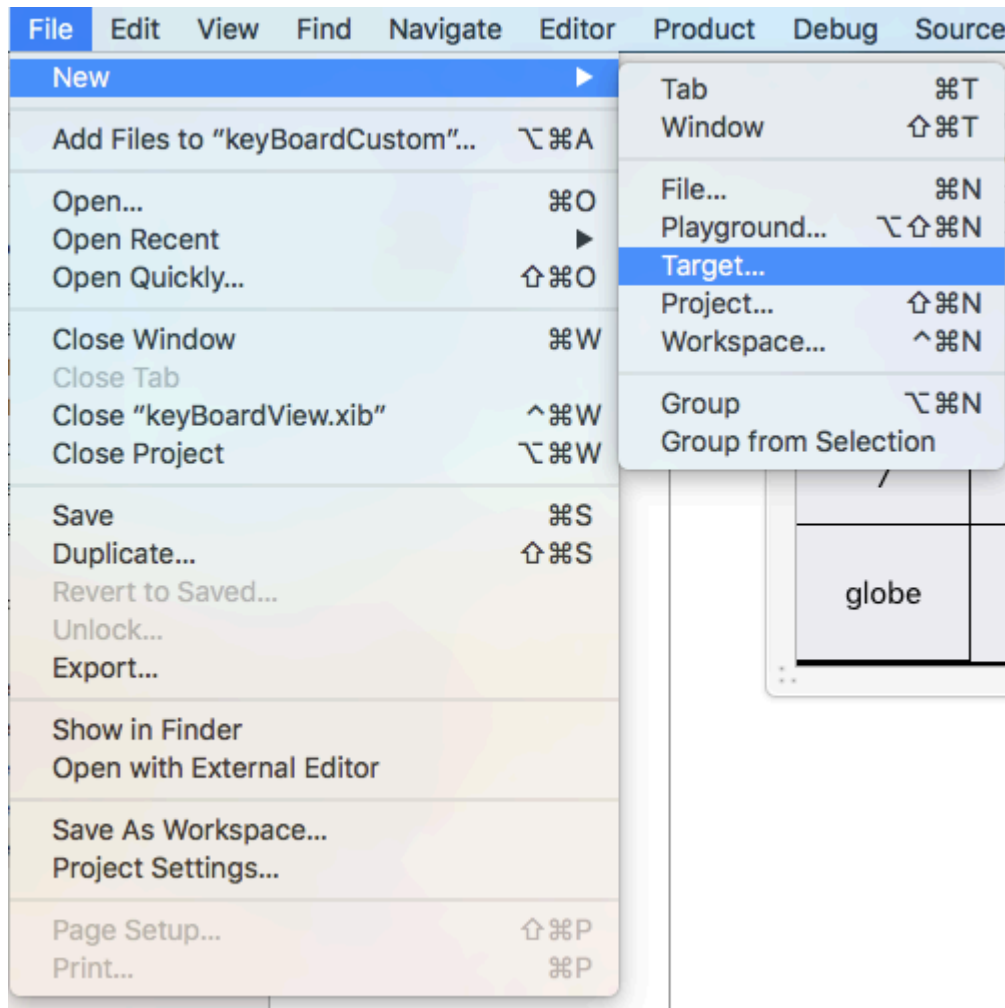 File Edit View Find Navigate Editor Product Debug Source
New ▶
Add Files to “keyBoardCustom”... ⌥⌘A
Open... ⌘O
Open Recent ▶
Open Quickly... ⇧⌘O
Close Window ⌘W
Close Tab
Close “keyBoardView.xib” ^⌘W
Close Project ⌥⌘W
Save ⌘S
Duplicate... ⇧⌘S
Revert to Saved...
Unlock...
Export...
Show in Finder
Open with External Editor
Save As Workspace...
Project Settings...
Page Setup... ⇧⌘P
Print... ⌘P
Tab ⌘T
Window ⇧⌘T
File... ⌘N
Playground... ⌥⇧⌘N
Target...
Project... ⇧⌘N
Workspace... ^⌘N
Group ⌥⌘N
Group from Selection
globe